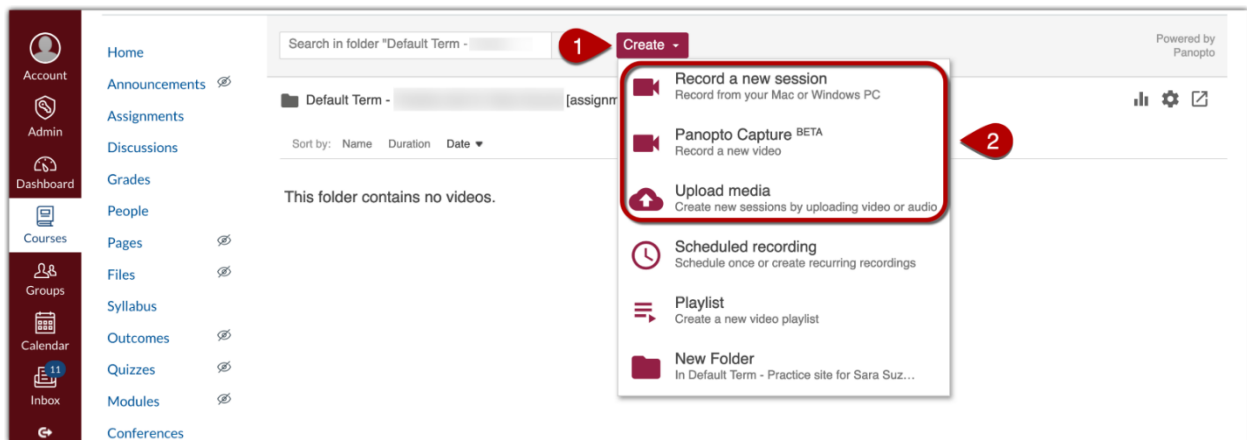 Account
Admin
Dashboard
Courses
Groups
Calendar
11
Inbox
Home
Announcements
Assignments
Discussions
Grades
People
Pages
Files
Syllabus
Outcomes
Quizzes
Modules
Conferences
Search in folder "Default Term -
1
Create
Powered by
Panopto
Default Term -
[assignm
Sort by: Name Duration Date
This folder contains no videos.
Record a new session
Record from your Mac or Windows PC
Panopto Capture BETA
Record a new video
Upload media
Create new sessions by uploading video or audio
2
Scheduled recording
Schedule once or create recurring recordings
Playlist
Create a new video playlist
New Folder
In Default Term - Practice site for Sara Suz...